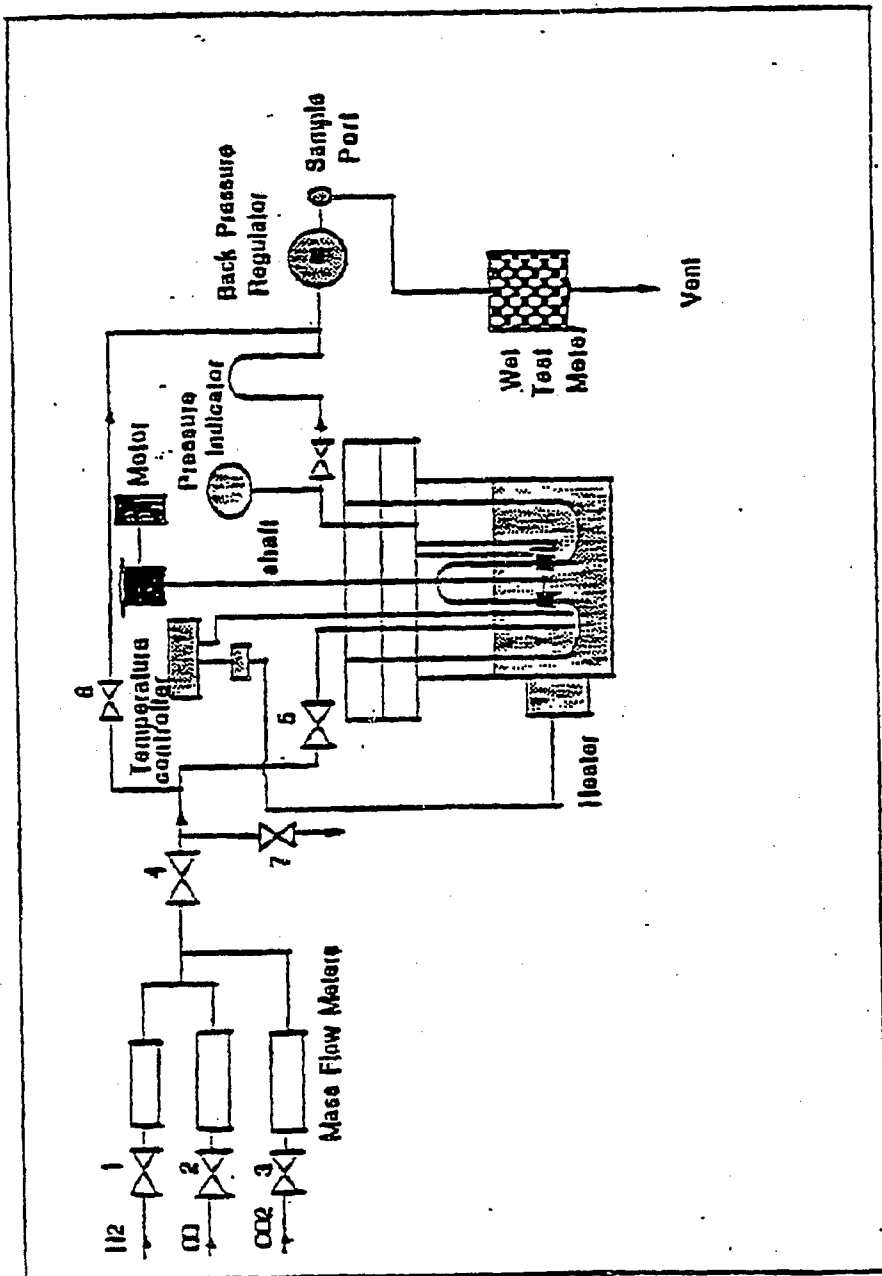 H2
CO
CO2
1
2
3
Mass Flow Meters
4
7
Temperature
controller
5
Heater
Motor
shaft
Pressure
Indicator
Back Pressure
Regulator
Sample
Port
Wet
Test
Meter
Vent